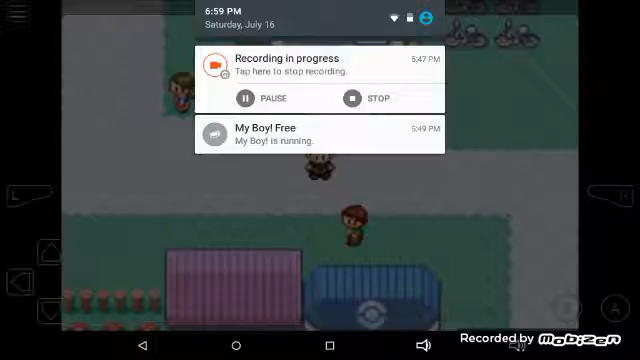 6:59 PM
Saturday, July 16
Recording in progress
5:47 PM
Tap here to stop recording.
PAUSE
STOP
My Boy! Free
5:49 PM
My Boy! is running.
L
R
A
Recorded by Mobizen